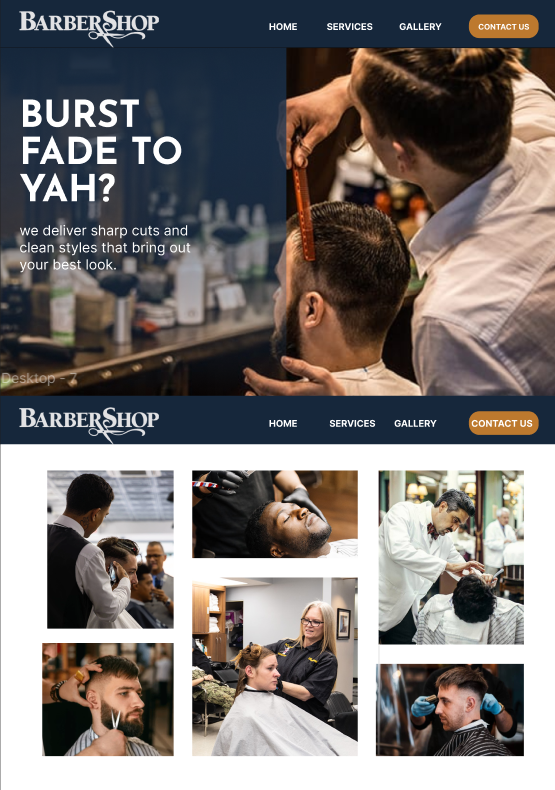 BARBERSHOP
HOME SERVICES GALLERY CONTACT US
BURST
FADE TO
YAH?
we deliver sharp cuts and
clean styles that bring out
your best look.
Desktop - 7
BARBERSHOP
HOME SERVICES GALLERY CONTACT US